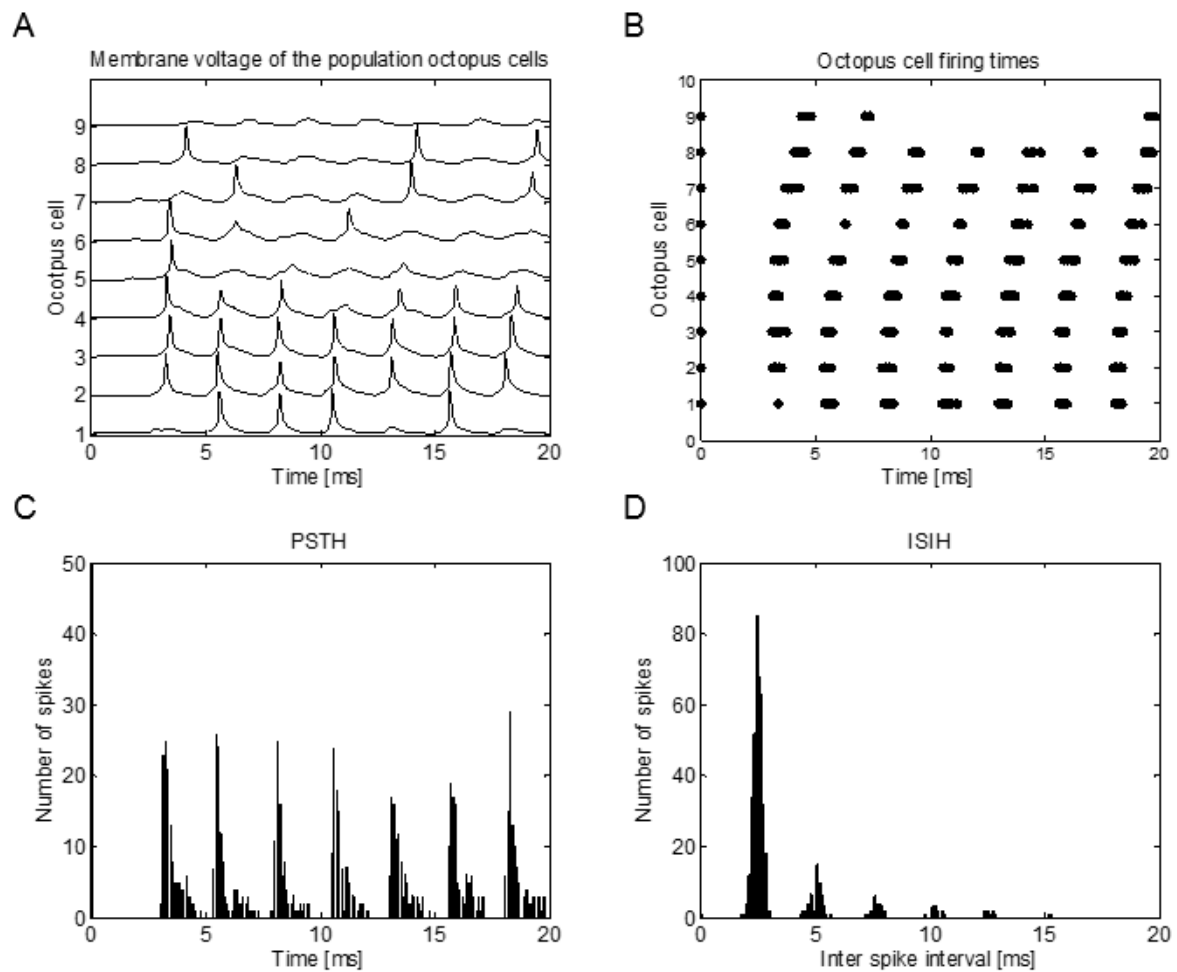 A
B
Membrane voltage of the population octopus cells
Octopus cell firing times
Ocotpus cell
9
8
7
6
5
4
3
2
1
0 5 10 15 20
Time [ms]
Octopus cell
10
9
8
7
6
5
4
3
2
1
0
0 5 10 15 20
Time [ms]
C
D
PSTH
ISIH
Number of spikes
50
40
30
20
10
0
0 5 10 15 20
Time [ms]
Number of spikes
100
80
60
40
20
0
0 5 10 15 20
Inter spike interval [ms]